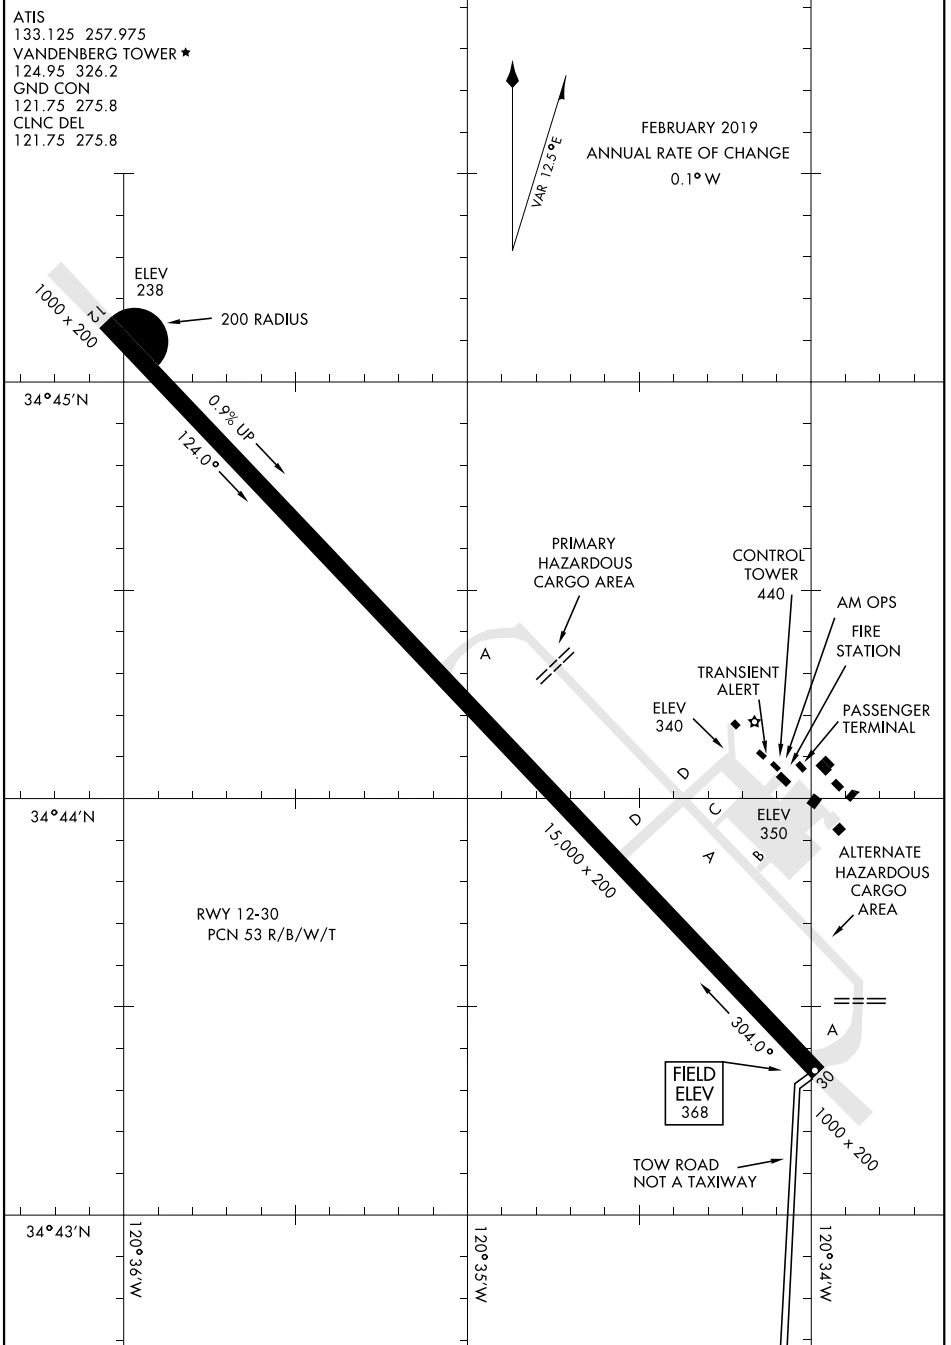 ATIS
133.125 257.975
VANDENBERG TOWER ★
124.95 326.2
GND CON
121.75 275.8
CLNC DEL
121.75 275.8
VAR 12.5°E
FEBRUARY 2019
ANNUAL RATE OF CHANGE
0.1° W
ELEV
238
1000 x 200
12
200 RADIUS
34°45'N
0.9% UP
124.0°
PRIMARY
HAZARDOUS
CARGO AREA
CONTROL
TOWER
440
AM OPS
FIRE
STATION
A
TRANSIENT
ALERT
ELEV
340
PASSENGER
TERMINAL
D
34°44'N
C
D
ELEV
350
15,000 x 200
A
B
ALTERNATE
HAZARDOUS
CARGO
AREA
RWY 12-30
PCN 53 R/B/W/T
304.0°
A
FIELD
ELEV
368
30
1000 x 200
TOW ROAD
NOT A TAXIWAY
34°43'N
120°36'W
120°35'W
120°34'W